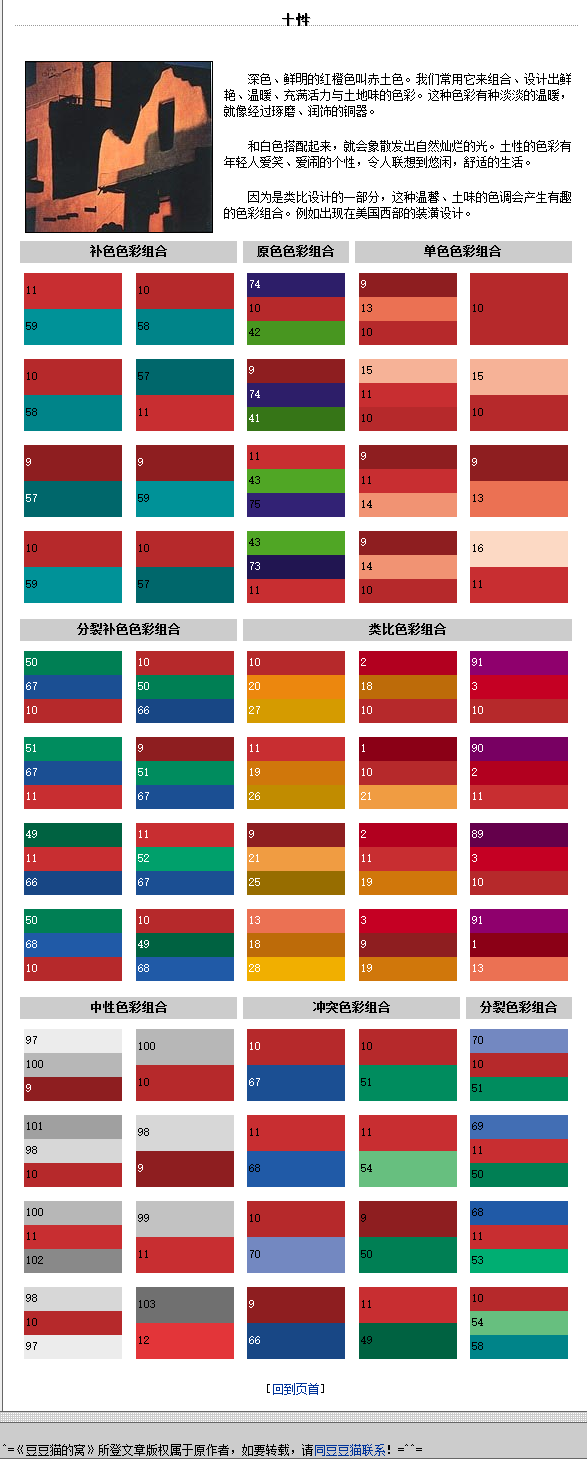 土性
深色、鲜明的红橙色叫赤土色。我们常用它来组合、设计出鲜
艳、温暖、充满活力与土地味的色彩。这种色彩有种淡淡的温暖，
就像经过琢磨、润饰的铜器。
和白色搭配起来，就会象散发出自然灿烂的光。土性的色彩有
年轻人爱笑、爱闹的个性，令人联想到悠闲，舒适的生活。
因为是类比设计的一部分，这种温馨、土味的色调会产生有趣
的色彩组合。例如出现在美国西部的装潢设计。
补色色彩组合 原色色彩组合 单色色彩组合
11 10 74 9 10
59 58 10 13
42 10
10 57 9 15 15
58 11 74 11 10
41 10
9 9 11 9 9
57 59 43 11 13
75 14
10 10 43 9 16
59 57 73 14 11
11 10
分裂补色色彩组合 类比色彩组合
50 10 10 2 91
67 50 20 18 3
10 66 27 10 10
51 9 11 1 90
67 51 19 10 2
11 67 26 21 11
49 11 9 2 89
11 52 21 11 3
66 67 25 19 10
50 10 13 3 91
68 49 18 9 1
10 68 28 19 13
中性色彩组合 冲突色彩组合 分裂色彩组合
97 100 10 10 70
100 10 67 51 10
9 51
101 98 11 11 69
98 9 68 54 11
10 50
100 99 10 9 68
11 11 70 50 11
102 53
98 103 9 11 10
10 12 66 49 54
97 58
[回到页首]
^=《豆豆猫的窝》所登文章版权属于原作者，如要转载，请同豆豆猫联系！=^^=